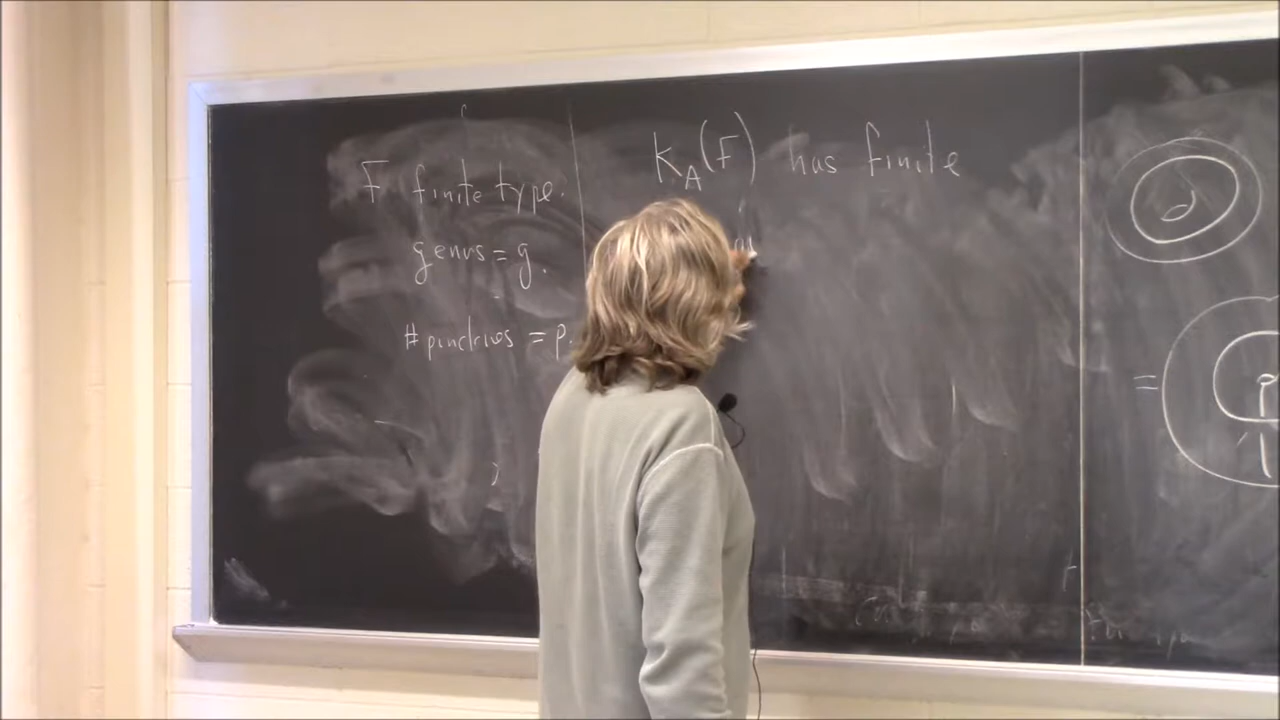 F finite type.
genus = g.
# punctures = p.
K_A(F) has finite
=